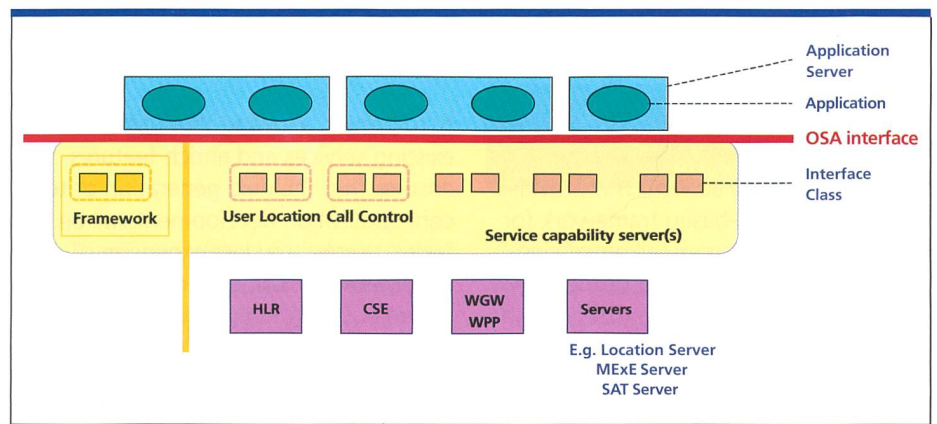 Application
Server
Application
OSA interface
Interface
Class
Framework
User Location
Call Control
Service capability server(s)
HLR
CSE
WGW
WPP
Servers
E.g. Location Server
MExE Server
SAT Server